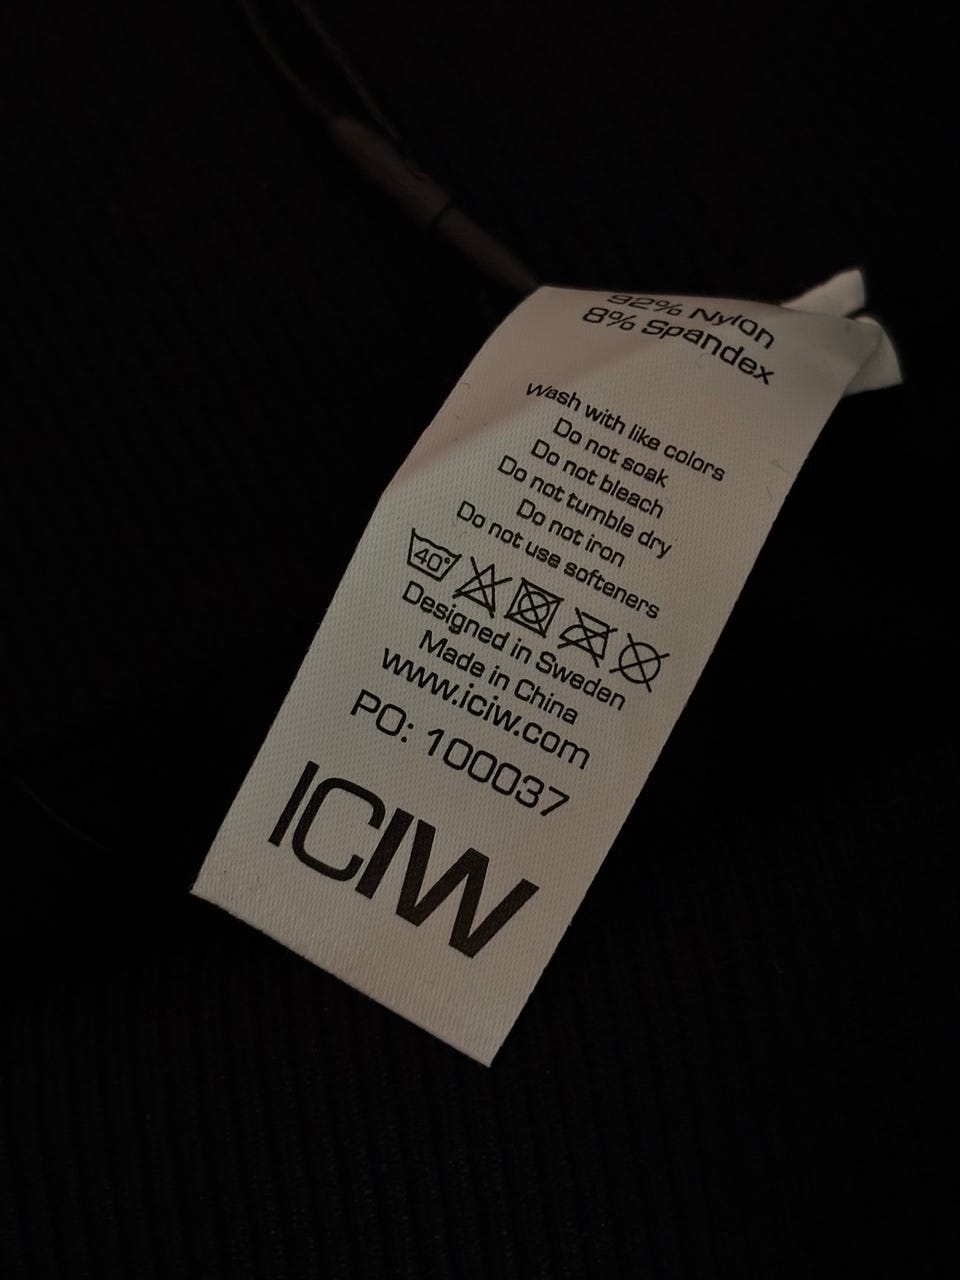 92% Nylon
8% Spandex
Wash with like colors
Do not soak
Do not bleach
Do not tumble dry
Do not iron
Do not use softeners
40°
Designed in Sweden
Made in China
www.iciw.com
PO: 100037
ICIW